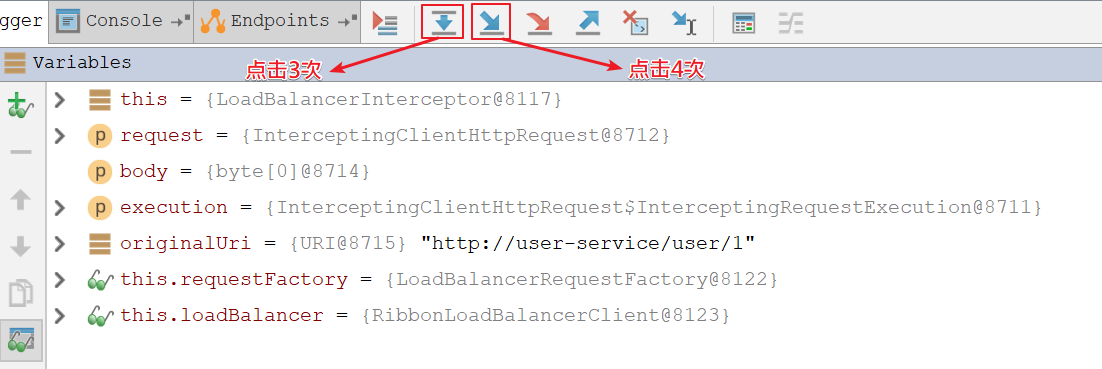 gger Console Endpoints
Variables
点击3次 点击4次
this = {LoadBalancerInterceptor@8117}
p request = {InterceptingClientHttpRequest@8712}
p body = {byte[0]@8714}
p execution = {InterceptingClientHttpRequest$InterceptingRequestExecution@8711}
originalUri = {URI@8715} "http://user-service/user/1"
this.requestFactory = {LoadBalancerRequestFactory@8122}
this.loadBalancer = {RibbonLoadBalancerClient@8123}